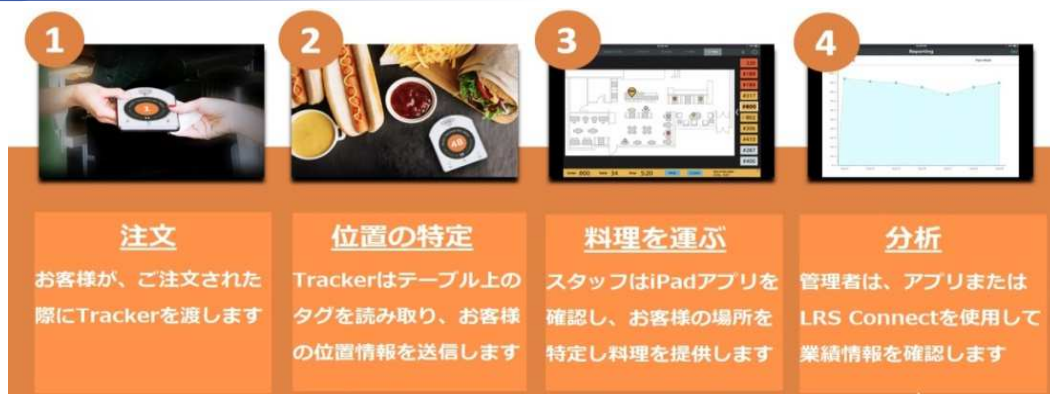 1
2
3
4
1
48
Reporting
注文
お客様が、ご注文された
際にTrackerを渡します
位置の特定
Trackerはテーブル上の
タグを読み取り、お客様
の位置情報を送信します
料理を運ぶ
スタッフはiPadアプリを
確認し、お客様の場所を
特定し料理を提供します
分析
管理者は、アプリまたは
LRS Connectを使用して
業績情報を確認します